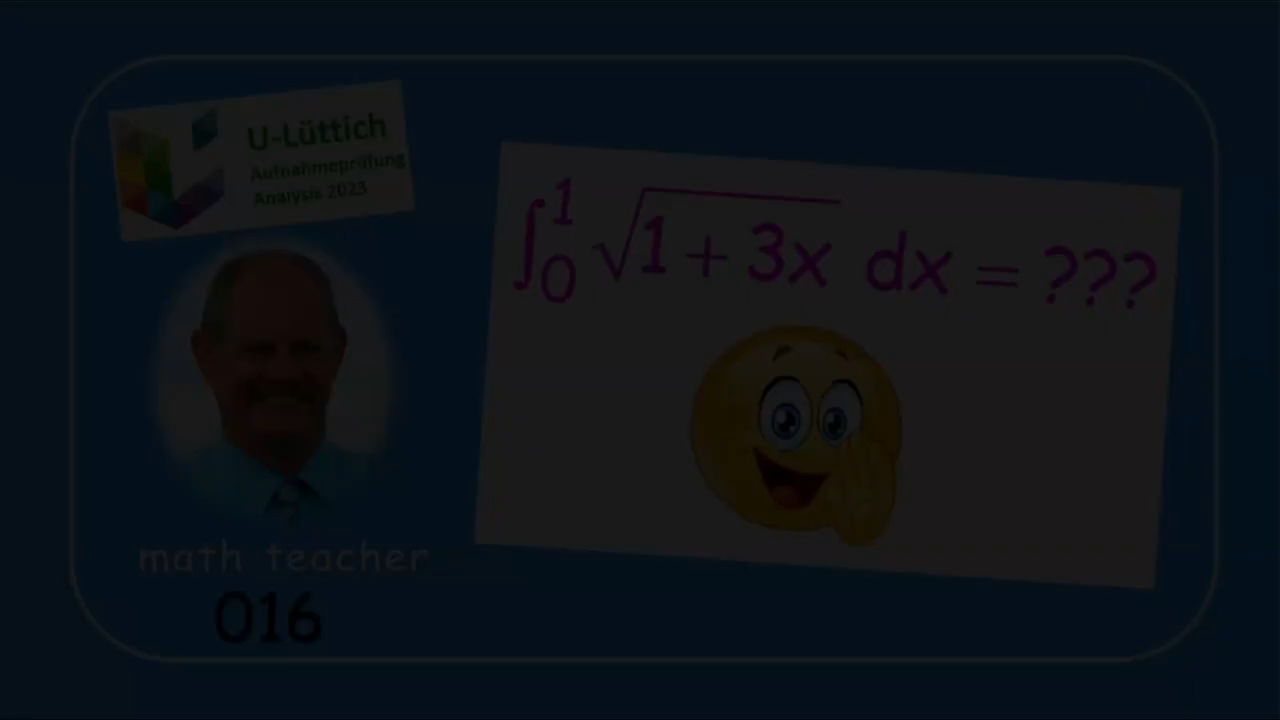 U-Lüttich
Aufnahmeprüfung
Analysis 2023
∫₀¹ √(1 + 3x) dx = ???
math teacher
016